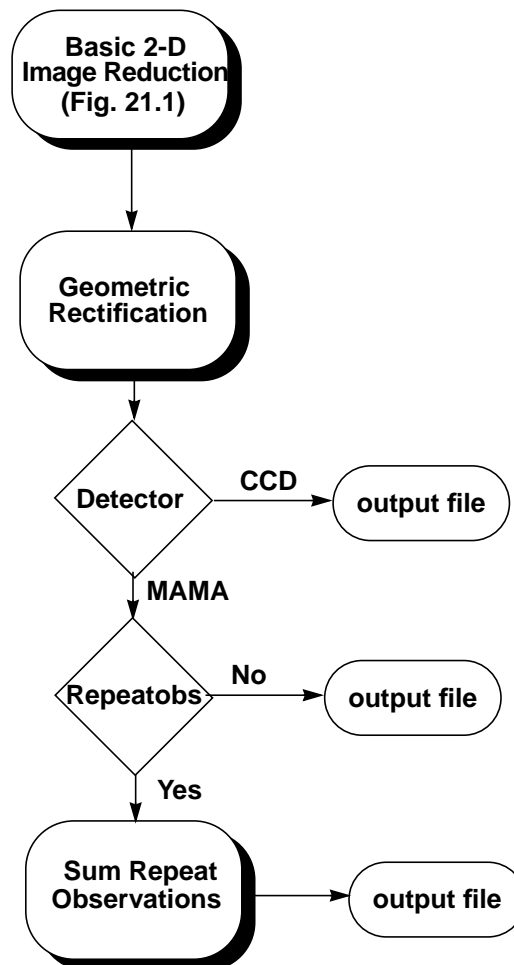 Basic 2-D
Image Reduction
(Fig. 21.1)
Geometric
Rectification
Detector
CCD
output file
MAMA
Repeatobs
No
output file
Yes
Sum Repeat
Observations
output file